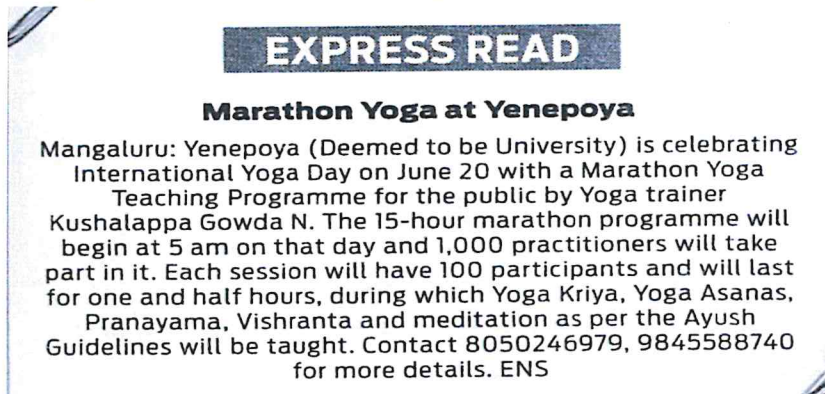 EXPRESS READ
Marathon Yoga at Yenepoya
Mangaluru: Yenepoya (Deemed to be University) is celebrating
International Yoga Day on June 20 with a Marathon Yoga
Teaching Programme for the public by Yoga trainer
Kushalappa Gowda N. The 15-hour marathon programme will
begin at 5 am on that day and 1,000 practitioners will take
part in it. Each session will have 100 participants and will last
for one and half hours, during which Yoga Kriya, Yoga Asanas,
Pranayama, Vishranta and meditation as per the Ayush
Guidelines will be taught. Contact 8050246979, 9845588740
for more details. ENS